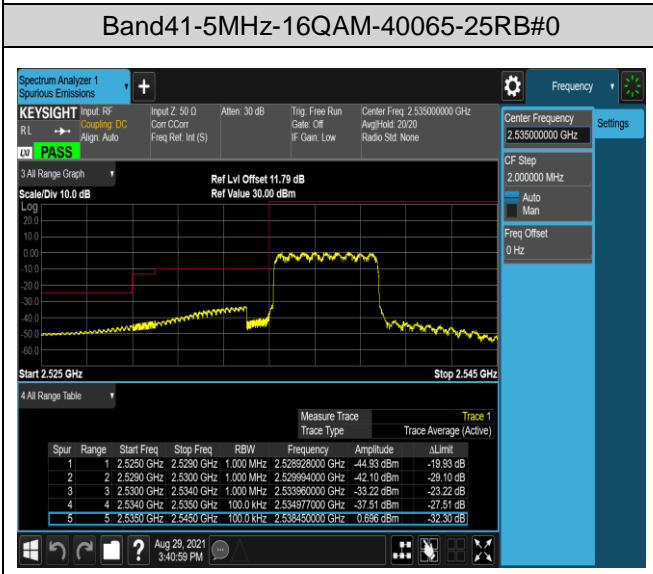 Band41-5MHz-16QAM-40065-25RB#0
Spectrum Analyzer 1
Spurious Emissions
+
Frequency
KEYSIGHT
RL
Input: RF
Coupling: DC
Align: Auto
Input Z: 50 Ω
Corr CCorr
Freq Ref: Int (S)
Atten: 30 dB
Trig: Free Run
Gate: Off
IF Gain: Low
Center Freq: 2.535000000 GHz
Avg|Hold: 20/20
Radio Std: None
LXI PASS
Center Frequency
2.535000000 GHz
Settings
CF Step
2.000000 MHz
Auto
Man
Freq Offset
0 Hz
3 All Range Graph
Scale/Div 10.0 dB
Ref Lvl Offset 11.79 dB
Ref Value 30.00 dBm
Log
20.0
10.0
0.00
-10.0
-20.0
-30.0
-40.0
-50.0
-60.0
Start 2.525 GHz Stop 2.545 GHz
4 All Range Table
Measure Trace Trace 1
Trace Type Trace Average (Active)
Spur Range Start Freq Stop Freq RBW Frequency Amplitude ΔLimit
1 1 2.5250 GHz 2.5290 GHz 1.000 MHz 2.528928000 GHz -44.93 dBm -19.93 dB
2 2 2.5290 GHz 2.5300 GHz 1.000 MHz 2.529994000 GHz -42.10 dBm -29.10 dB
3 3 2.5300 GHz 2.5340 GHz 1.000 MHz 2.533960000 GHz -33.22 dBm -23.22 dB
4 4 2.5340 GHz 2.5350 GHz 100.0 kHz 2.534977000 GHz -37.51 dBm -27.51 dB
5 5 2.5350 GHz 2.5450 GHz 100.0 kHz 2.538450000 GHz 0.696 dBm -32.30 dB
?
Aug 29, 2021
3:40:59 PM